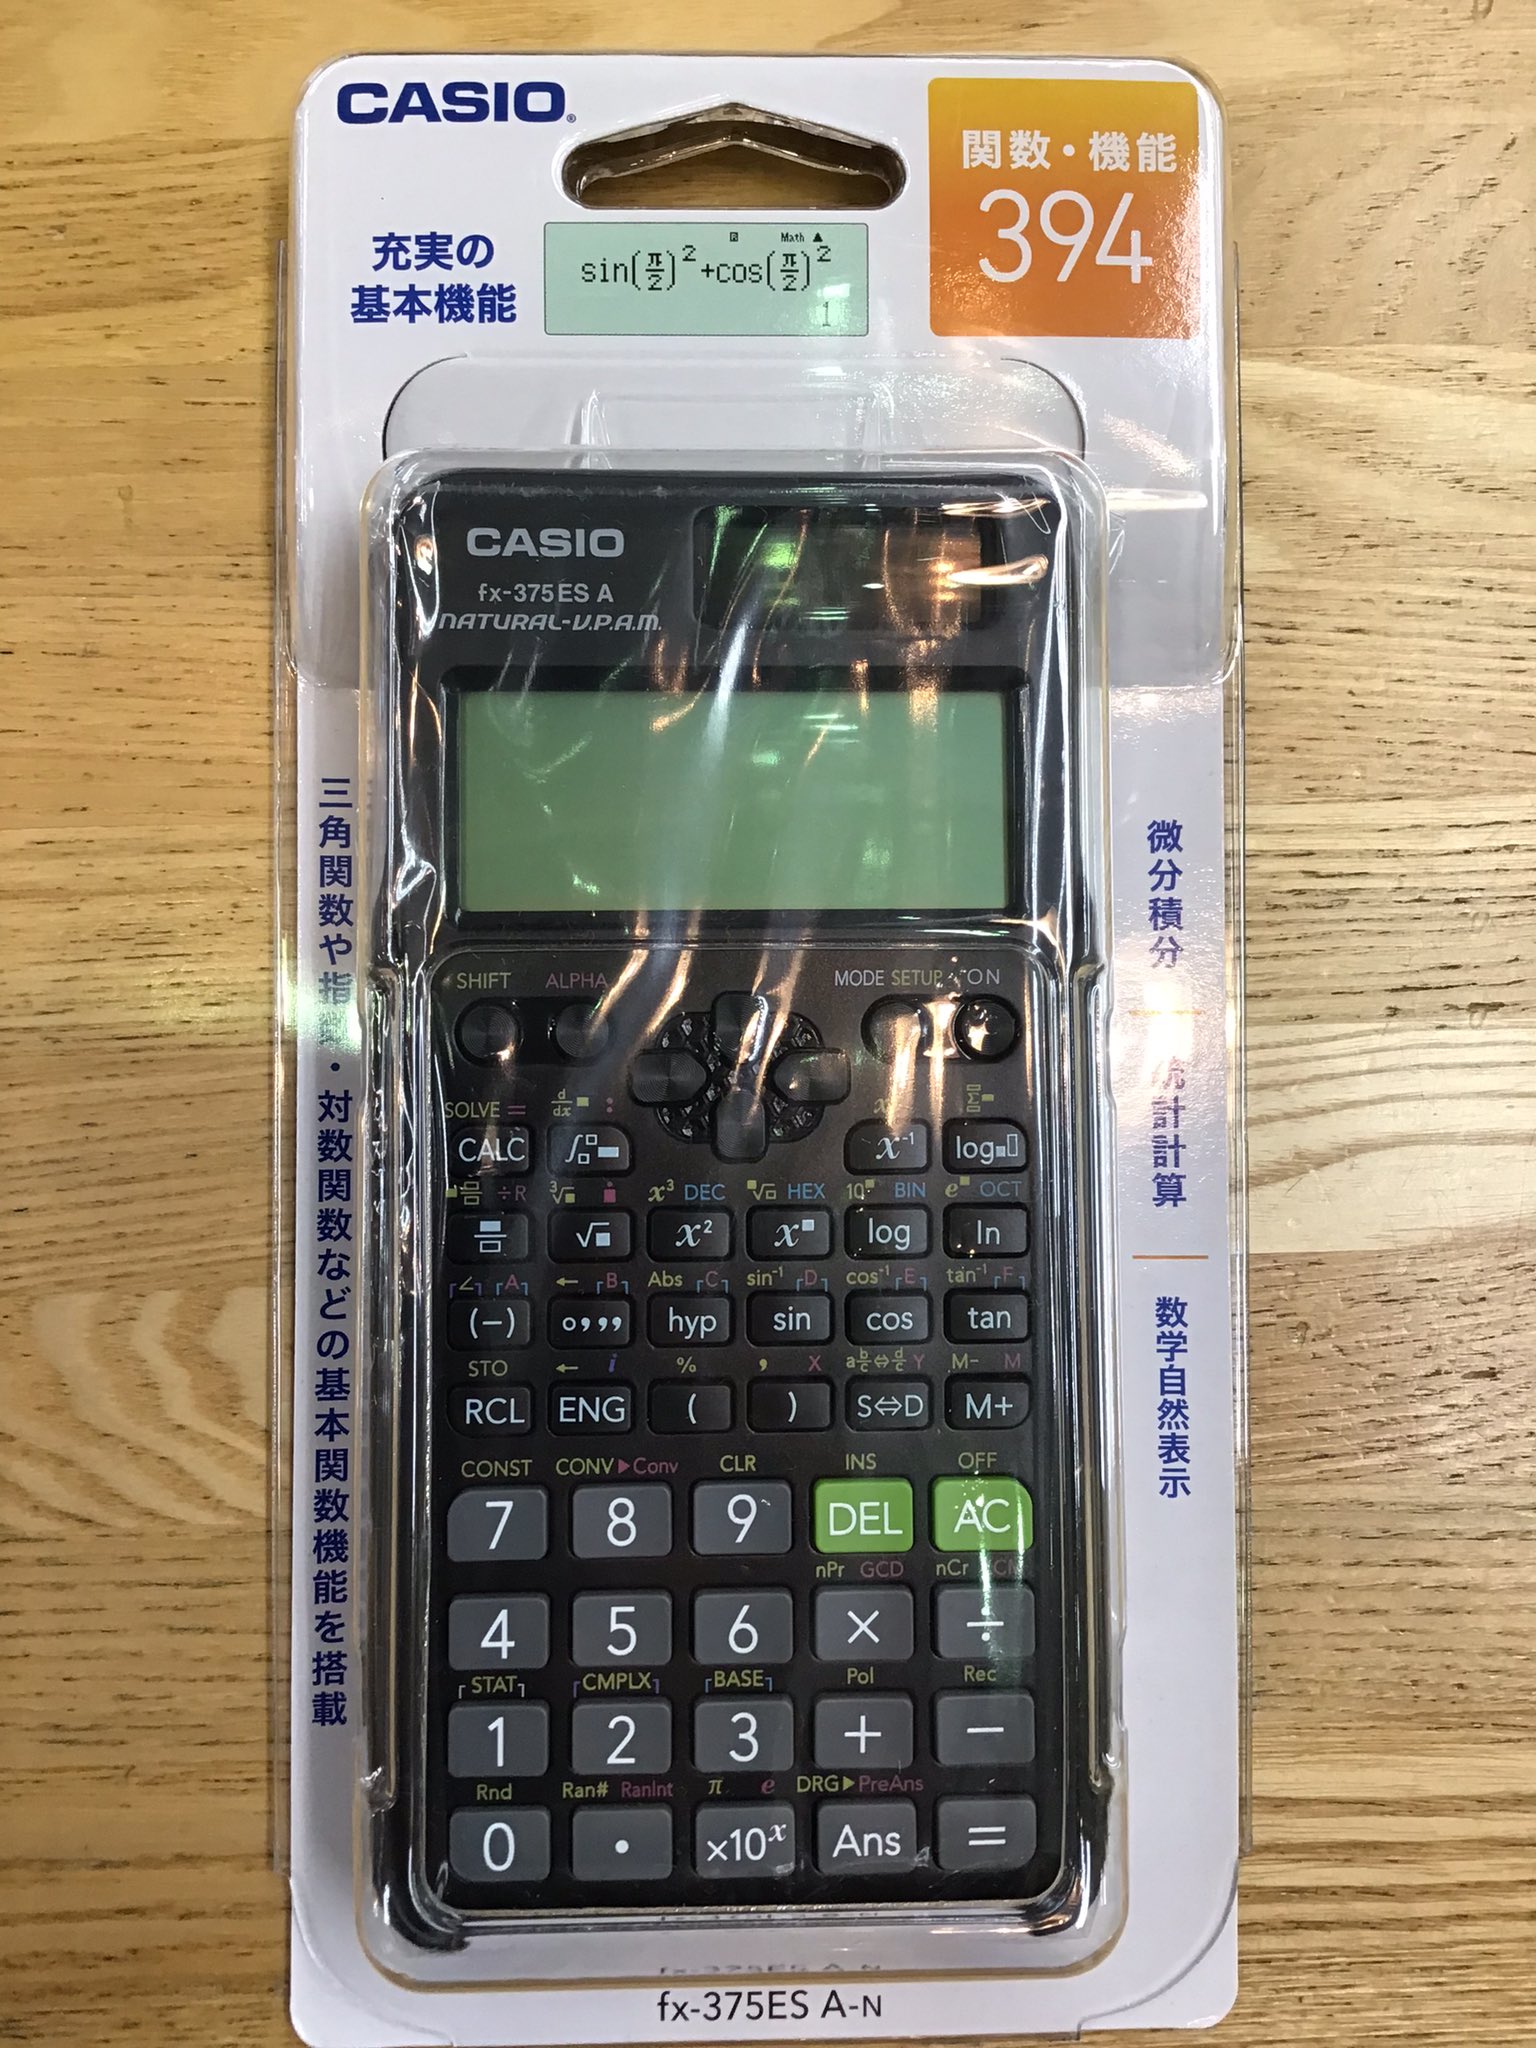 CASIO®
関数・機能
394
充実の
基本機能
R Math ▲
sin(π/2)²+cos(π/2)²
1
CASIO
fx-375ES A
NATURAL-V.P.A.M.
三角関数や指・対数関数などの基本関数機能を搭載
微分積分
計計算
数学自然表示
SHIFT ALPHA MODE SETUP ON
SOLVE = d/dx■ : Σ
CALC ∫ x⁻¹ log■□
÷R ³√■ x³ DEC ■√□ HEX 10■ BIN e■ OCT
√■ x² x■ log ln
∠ A ← B Abs C sin⁻¹ D cos⁻¹ E tan⁻¹ F
(−) °,,, hyp sin cos tan
STO ← i % , X a b/c⇔d/c Y M− M
RCL ENG ( ) S⇔D M+
CONST CONV▶Conv CLR INS OFF
7 8 9 DEL AC
nPr GCD nCr
4 5 6 × ÷
STAT CMPLX BASE Pol Rec
1 2 3 + −
Rnd Ran# RanInt π e DRG▶PreAns
0 . ×10ˣ Ans =
fx-375ES A-N